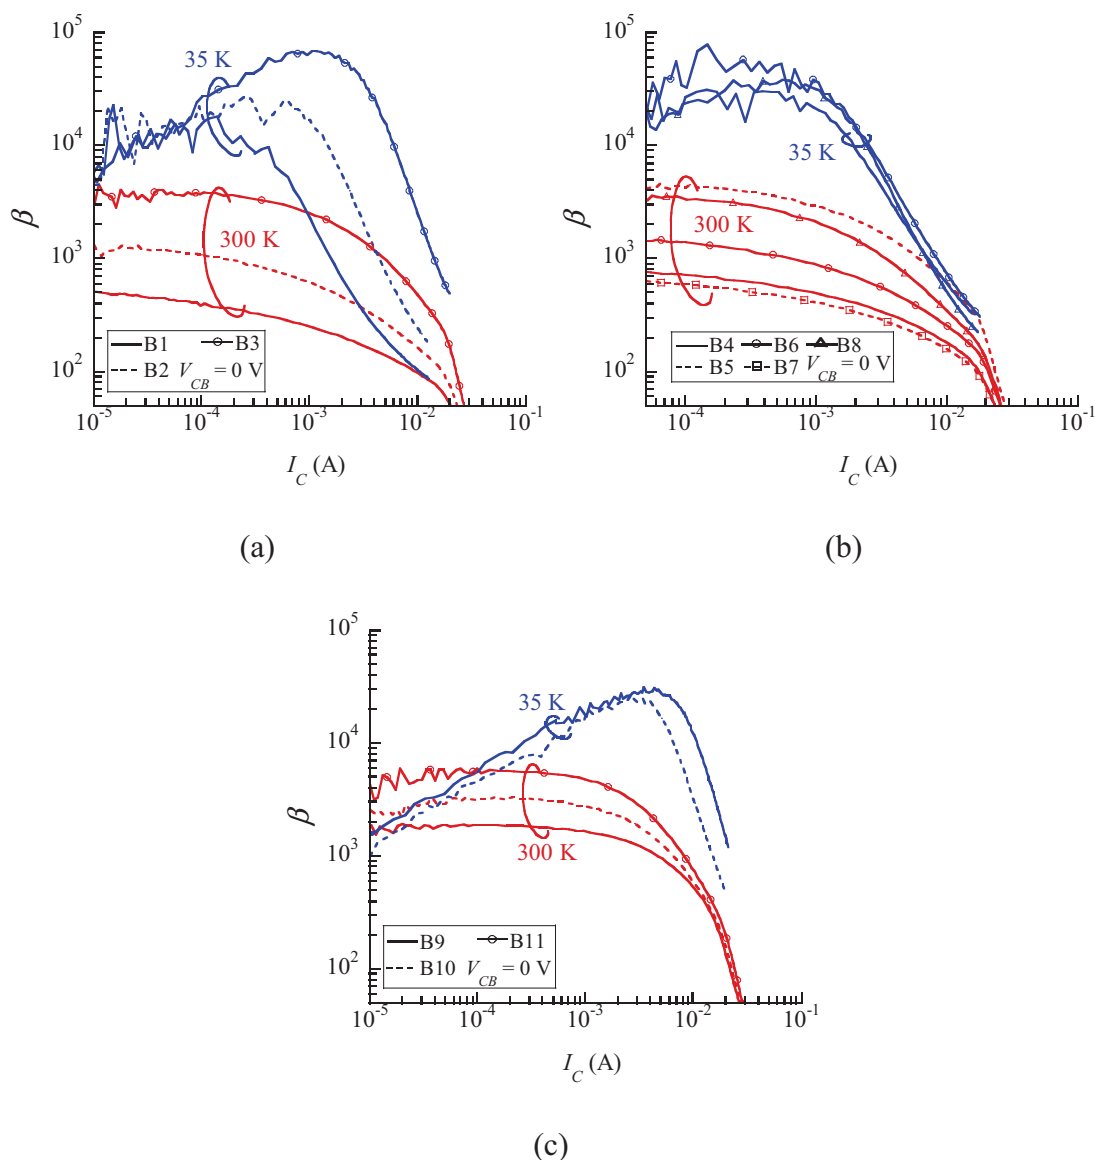 10^5
10^4
10^3
10^2
β
35 K
300 K
B1 B3
B2 V_CB = 0 V
10^-5 10^-4 10^-3 10^-2 10^-1
I_C (A)
(a)
10^5
10^4
10^3
10^2
β
35 K
300 K
B4 B6 B8
B5 B7 V_CB = 0 V
10^-4 10^-3 10^-2 10^-1
I_C (A)
(b)
10^5
10^4
10^3
10^2
β
35 K
300 K
B9 B11
B10 V_CB = 0 V
10^-5 10^-4 10^-3 10^-2 10^-1
I_C (A)
(c)